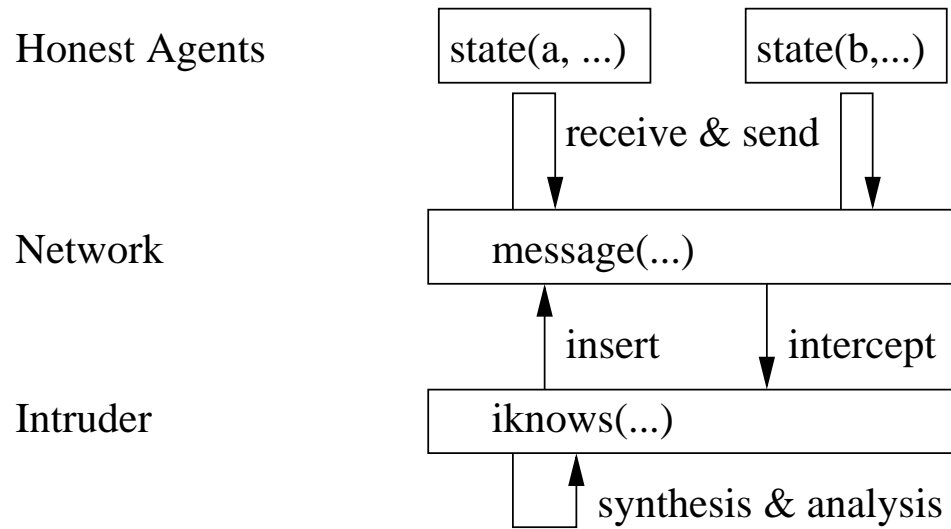 Honest Agents state(a, ...) state(b,...)
receive & send
Network message(...)
insert intercept
Intruder iknows(...)
synthesis & analysis